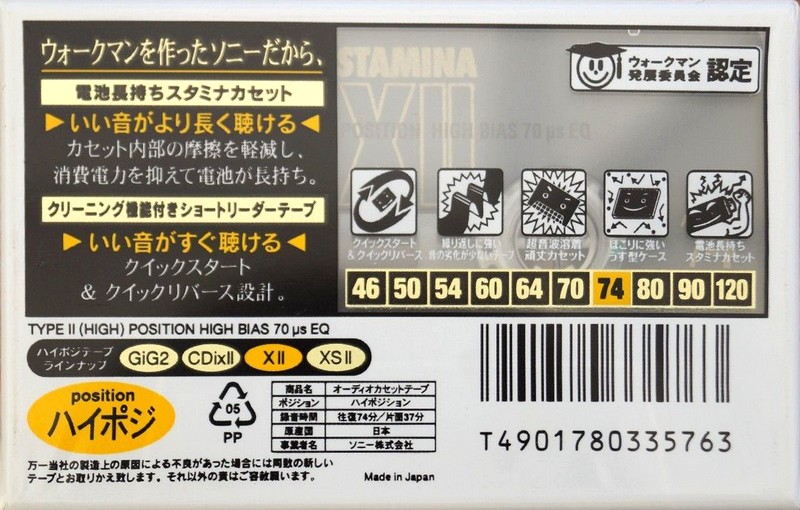 ウォークマンを作ったソニーだから、
電池長持ちスタミナカセット
▶いい音がより長く聴ける◀
カセット内部の摩擦を軽減し、
消費電力を抑えて電池が長持ち。
クリーニング機能付きショートリーダーテープ
▶いい音がすぐ聴ける◀
クイックスタート
& クイックリバース設計。
STAMINA
XII
POSITION HIGH BIAS 70 μs EQ
ウォークマン
発展委員会 認定
クイックスタート
&クイックリバース
繰り返しに強い
音の劣化が少ないテープ
超音波溶着
頑丈カセット
ほこりに強い
うす型ケース
電池長持ち
スタミナカセット
46 50 54 60 64 70 74 80 90 120
TYPE II (HIGH) POSITION HIGH BIAS 70 μs EQ
ハイポジテープ
ラインナップ
GiG2 CDixII XII XSII
position
ハイポジ
05
PP
商品名 オーディオカセットテープ
ポジション ハイポジション
録音時間 往復74分/片面37分
原産国 日本
事業者名 ソニー株式会社
T4901780335763
万一当社の製造上の原因による不良があった場合には同数の新しい
テープとお取りかえ致します。それ以外の責はご容赦願います。
Made in Japan